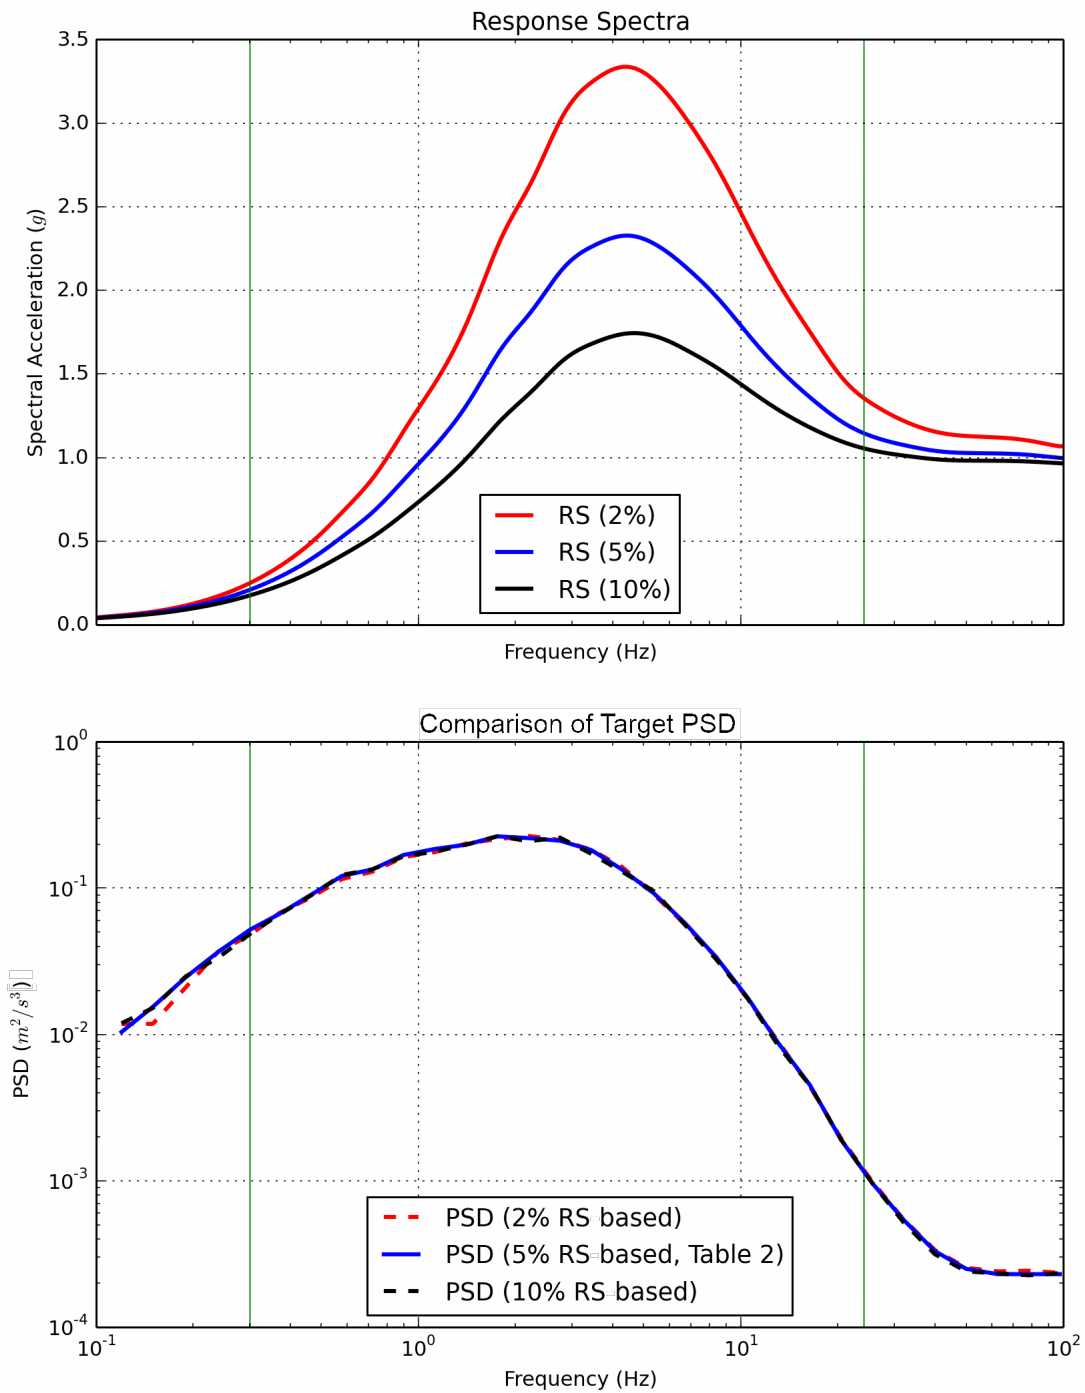 Response Spectra
3.5
3.0
2.5
2.0
1.5
1.0
0.5
0.0
Spectral Acceleration (g)
RS (2%)
RS (5%)
RS (10%)
Frequency (Hz)
Comparison of Target PSD
10^0
10^-1
10^-2
10^-3
10^-4
PSD (m^2/s^3)
PSD (2% RS-based)
PSD (5% RS-based, Table 2)
PSD (10% RS-based)
10^-1 10^0 10^1 10^2
Frequency (Hz)